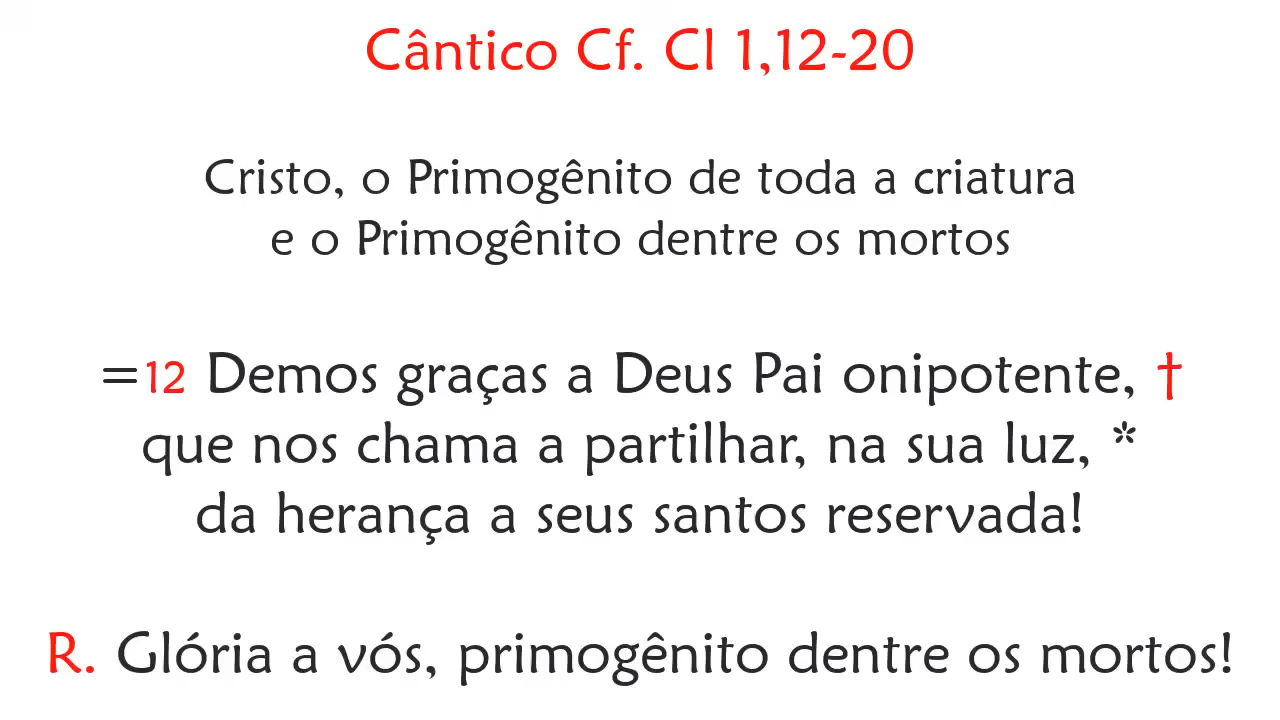 Cântico Cf. Cl 1,12-20
Cristo, o Primogênito de toda a criatura
e o Primogênito dentre os mortos
=12 Demos graças a Deus Pai onipotente, †
que nos chama a partilhar, na sua luz, *
da herança a seus santos reservada!
R. Glória a vós, primogênito dentre os mortos!